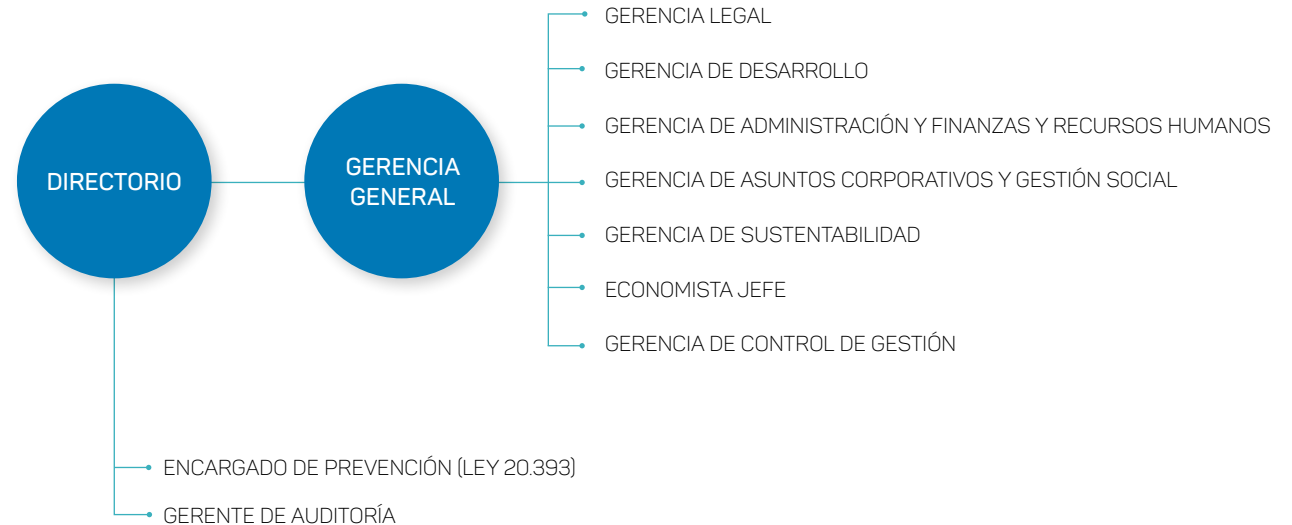 DIRECTORIO
GERENCIA
GENERAL
GERENCIA LEGAL
GERENCIA DE DESARROLLO
GERENCIA DE ADMINISTRACIÓN Y FINANZAS Y RECURSOS HUMANOS
GERENCIA DE ASUNTOS CORPORATIVOS Y GESTIÓN SOCIAL
GERENCIA DE SUSTENTABILIDAD
ECONOMISTA JEFE
GERENCIA DE CONTROL DE GESTIÓN
ENCARGADO DE PREVENCIÓN (LEY 20.393)
GERENTE DE AUDITORÍA